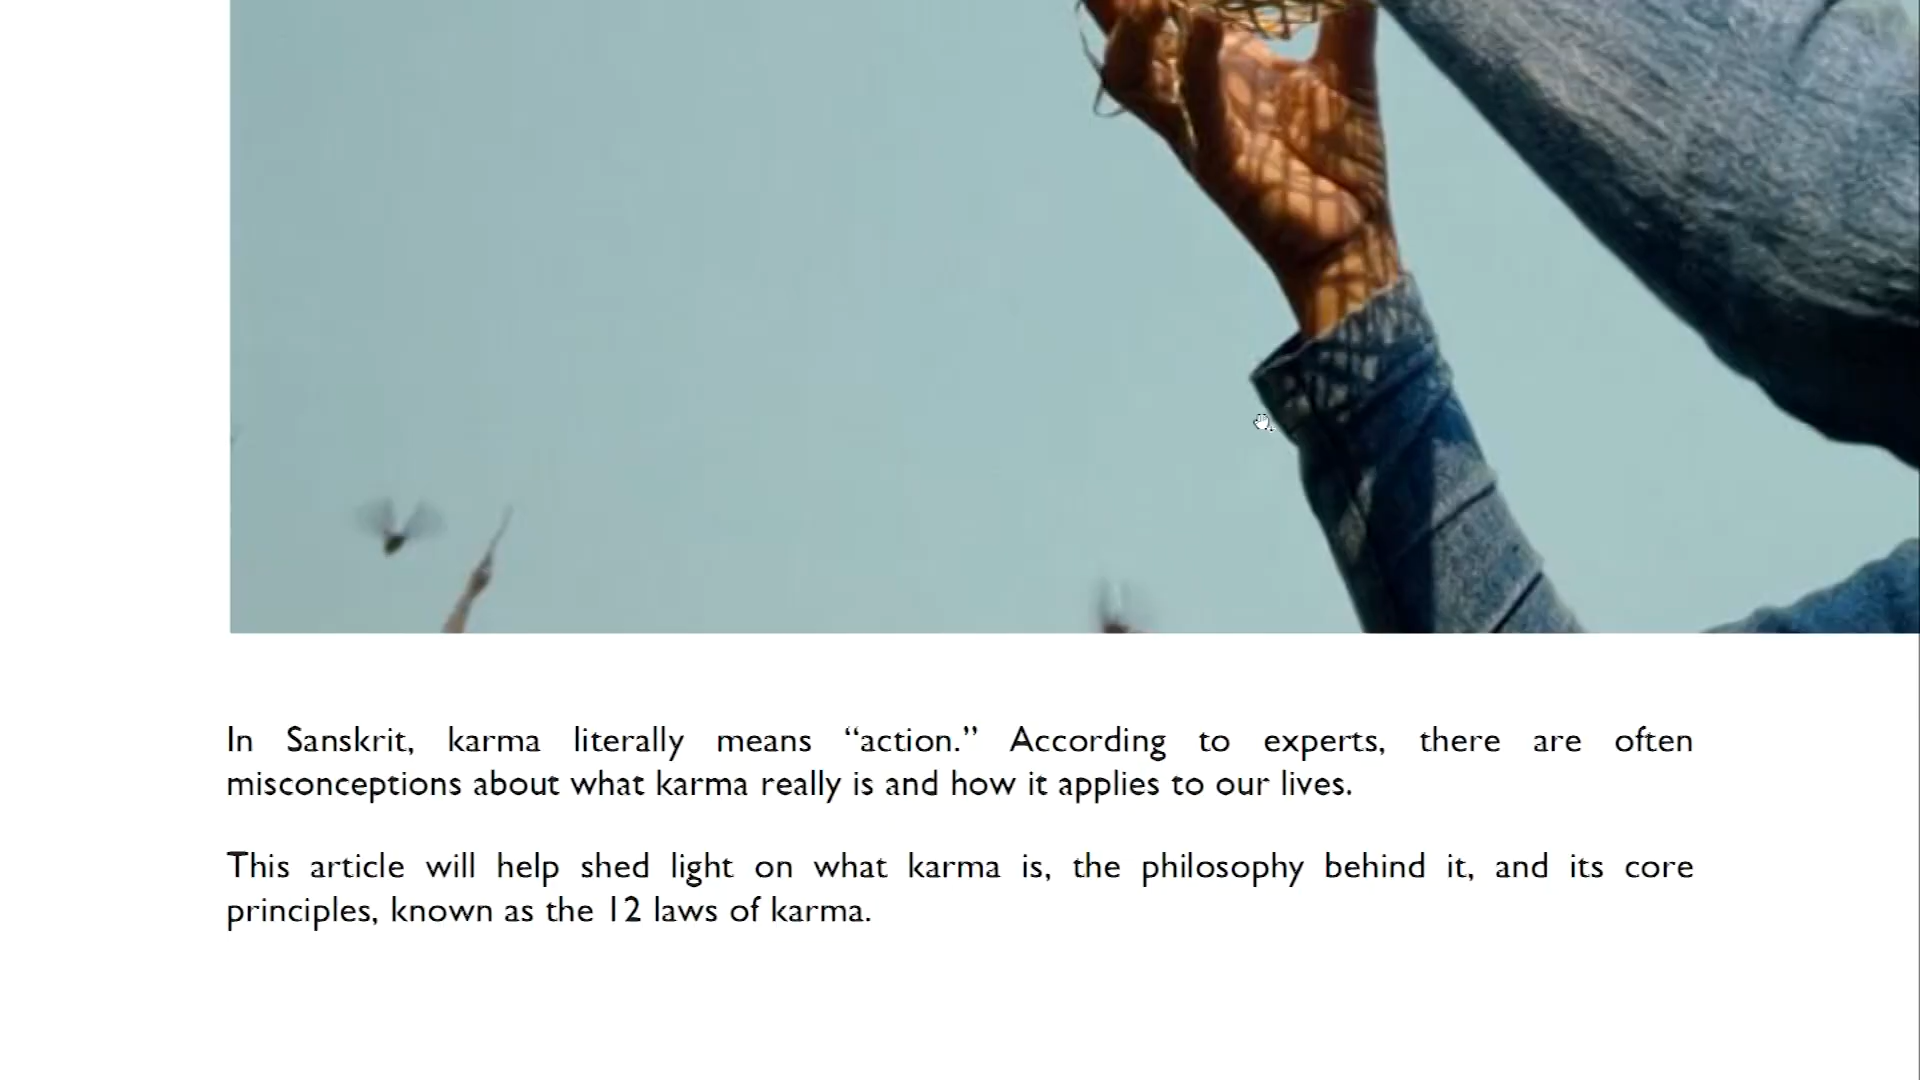 In Sanskrit, karma literally means “action.” According to experts, there are often
misconceptions about what karma really is and how it applies to our lives.
This article will help shed light on what karma is, the philosophy behind it, and its core
principles, known as the 12 laws of karma.